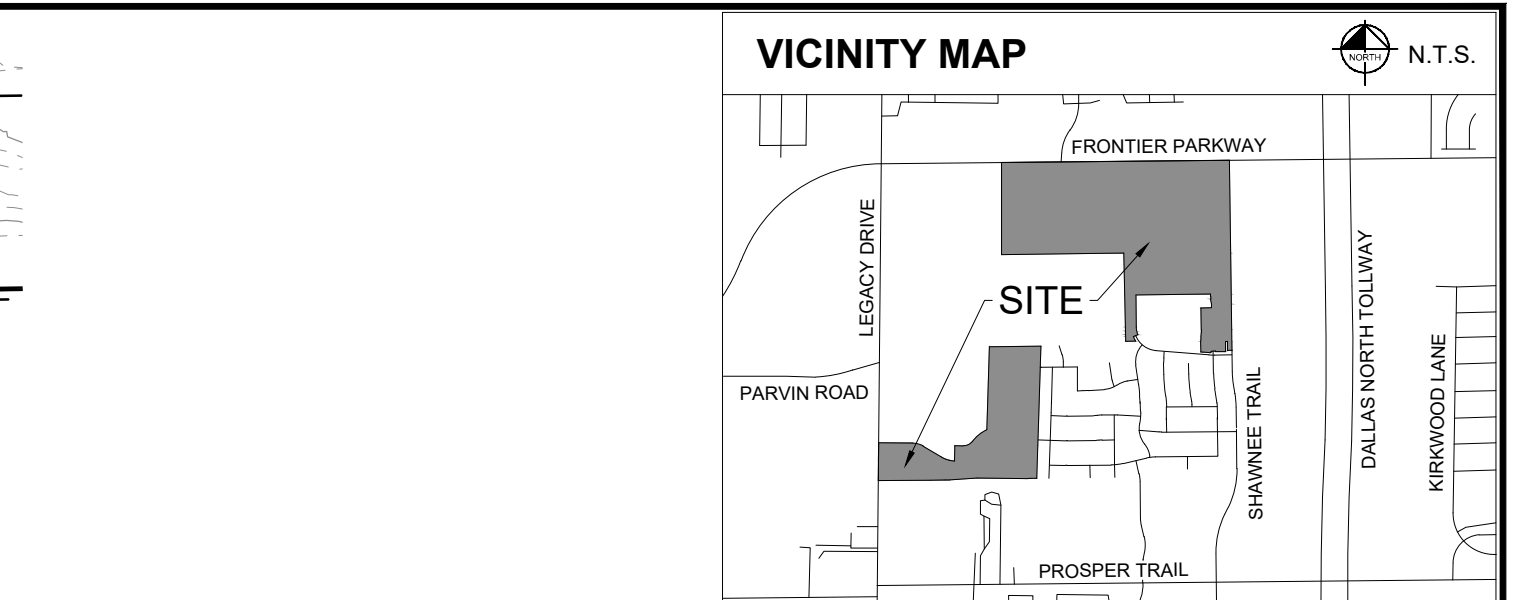 VICINITY MAP
NORTH
N.T.S.
FRONTIER PARKWAY
LEGACY DRIVE
SITE
DALLAS NORTH TOLLWAY
KIRKWOOD LANE
PARVIN ROAD
SHAWNEE TRAIL
PROSPER TRAIL